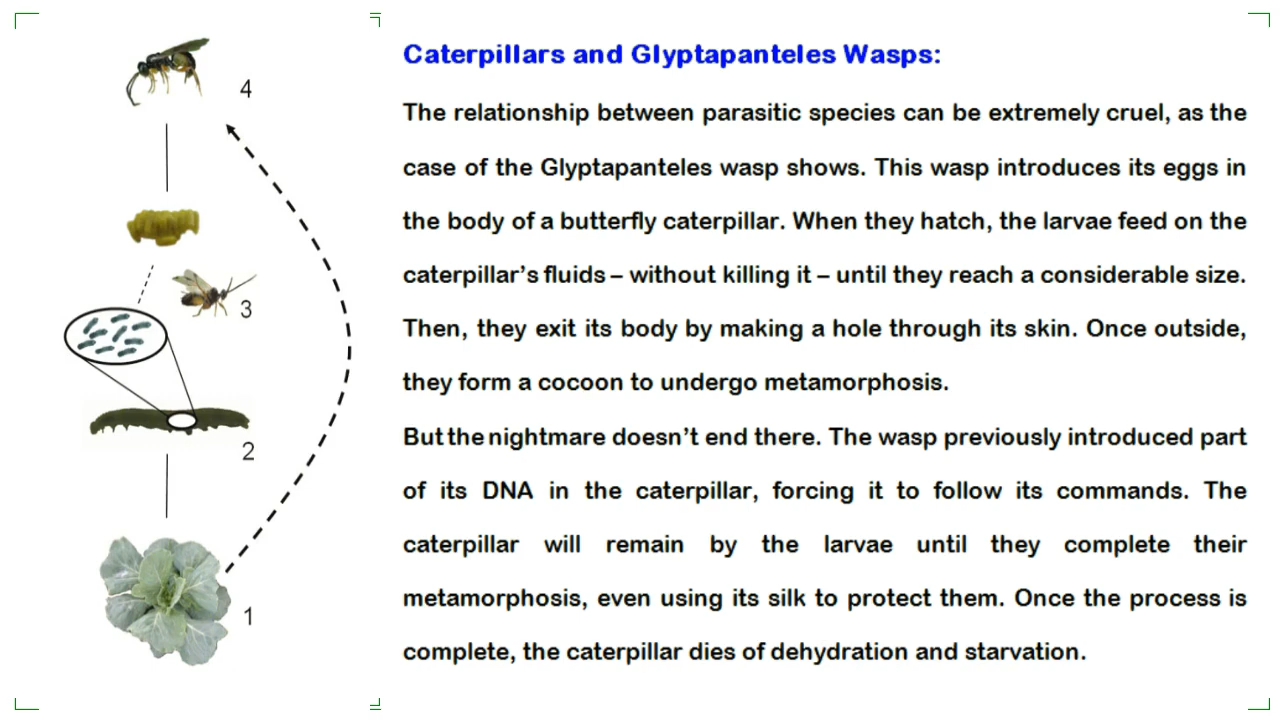 4
3
2
1
Caterpillars and Glyptapanteles Wasps:
The relationship between parasitic species can be extremely cruel, as the
case of the Glyptapanteles wasp shows. This wasp introduces its eggs in
the body of a butterfly caterpillar. When they hatch, the larvae feed on the
caterpillar’s fluids – without killing it – until they reach a considerable size.
Then, they exit its body by making a hole through its skin. Once outside,
they form a cocoon to undergo metamorphosis.
But the nightmare doesn’t end there. The wasp previously introduced part
of its DNA in the caterpillar, forcing it to follow its commands. The
caterpillar will remain by the larvae until they complete their
metamorphosis, even using its silk to protect them. Once the process is
complete, the caterpillar dies of dehydration and starvation.